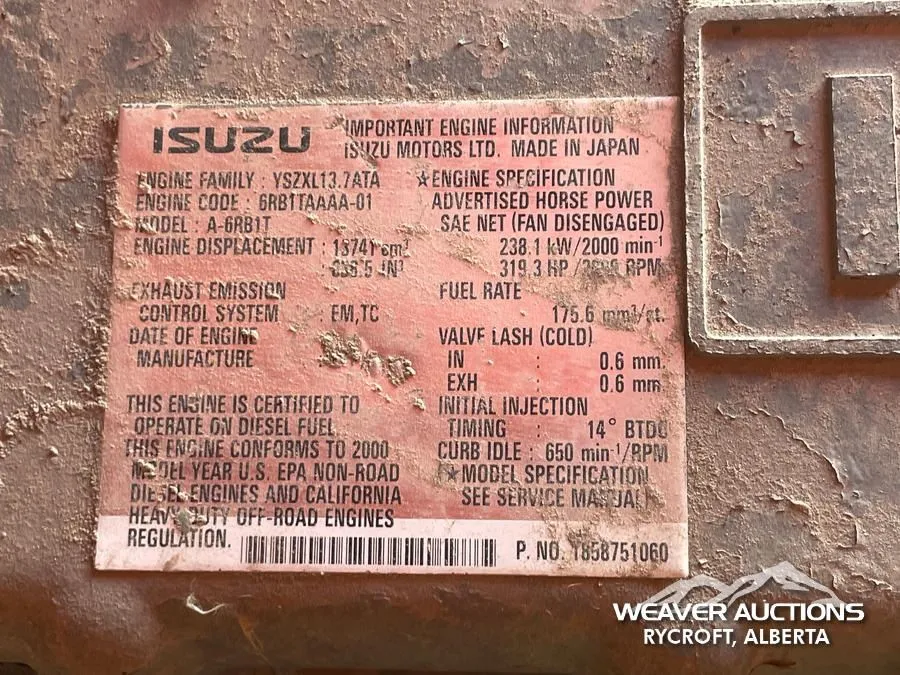 ISUZU
IMPORTANT ENGINE INFORMATION
ISUZU MOTORS LTD. MADE IN JAPAN
ENGINE FAMILY : YSZXL13.7ATA
ENGINE CODE : 6RB1TAAAA-01
MODEL : A-6RB1T
ENGINE DISPLACEMENT : 13741 cm³
EXHAUST EMISSION
CONTROL SYSTEM : EM,TC
DATE OF ENGINE
MANUFACTURE
THIS ENGINE IS CERTIFIED TO
OPERATE ON DIESEL FUEL
THIS ENGINE CONFORMS TO 2000
MODEL YEAR U.S. EPA NON-ROAD
DIESEL ENGINES AND CALIFORNIA
HEAVY DUTY OFF-ROAD ENGINES
REGULATION.
★ENGINE SPECIFICATION
ADVERTISED HORSE POWER
SAE NET (FAN DISENGAGED)
238.1 kW/2000 min-¹
319.3 HP/2000 RPM
FUEL RATE
175.6 mm³/st.
VALVE LASH (COLD)
IN : 0.6 mm
EXH : 0.6 mm
INITIAL INJECTION
TIMING : 14° BTDC
CURB IDLE : 650 min-¹/RPM
★MODEL SPECIFICATION
SEE SERVICE MANUAL
P. NO. 1858751060
WEAVER AUCTIONS
RYCROFT, ALBERTA